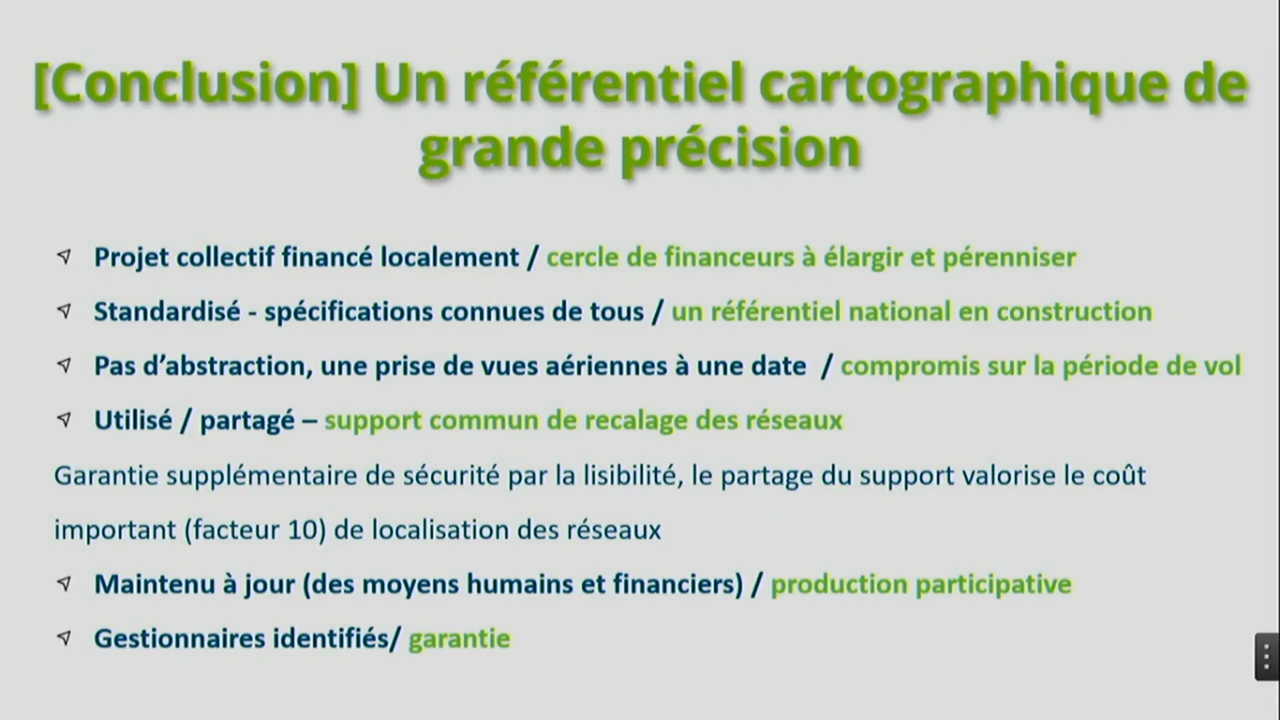 [Conclusion] Un référentiel cartographique de
grande précision
Projet collectif financé localement / cercle de financeurs à élargir et pérenniser
Standardisé - spécifications connues de tous / un référentiel national en construction
Pas d’abstraction, une prise de vues aériennes à une date / compromis sur la période de vol
Utilisé / partagé – support commun de recalage des réseaux
Garantie supplémentaire de sécurité par la lisibilité, le partage du support valorise le coût
important (facteur 10) de localisation des réseaux
Maintenu à jour (des moyens humains et financiers) / production participative
Gestionnaires identifiés/ garantie